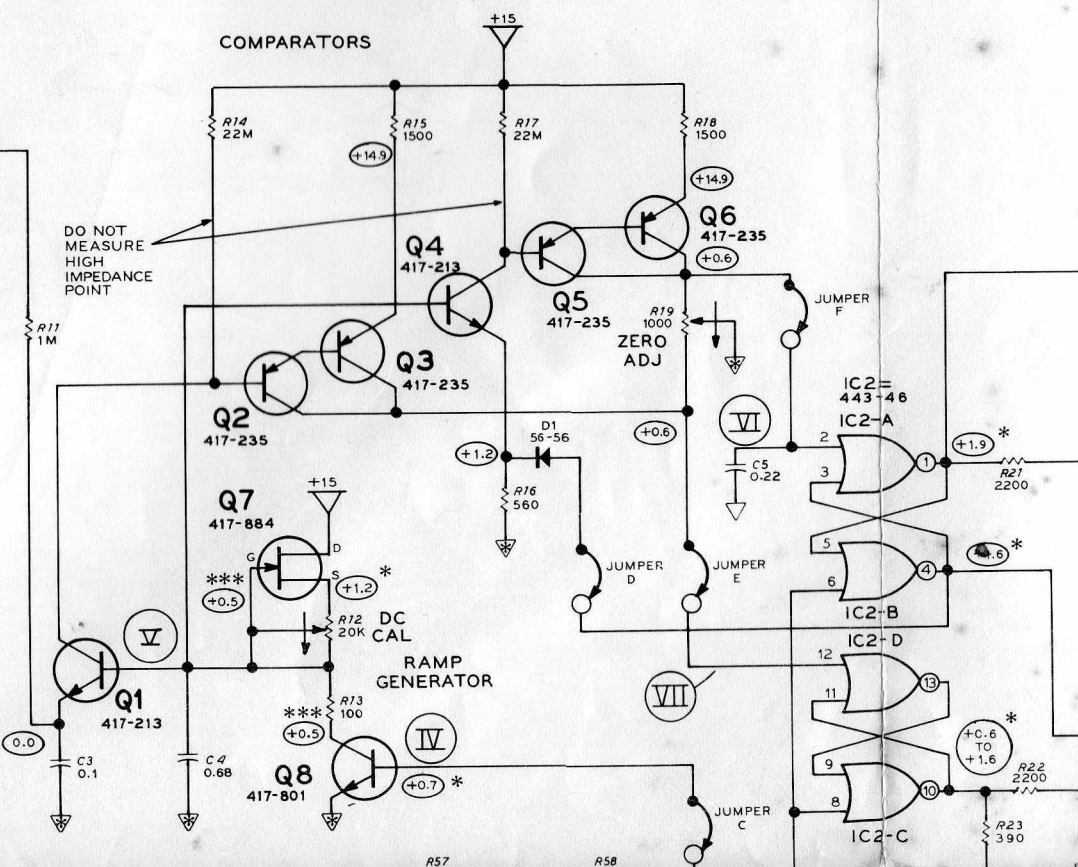 COMPARATORS
+15
R14
22M
R15
1500
R17
22M
R18
1500
+14.9
+14.9
DO NOT
MEASURE
HIGH
IMPEDANCE
POINT
Q4
417-213
Q6
417-235
+0.6
Q5
417-235
R19
1000
ZERO
ADJ
JUMPER
F
R11
1M
Q3
417-235
Q2
417-235
IC2=
443-46
IC2-A
VI
+0.6
D1
56-56
+1.2
C5
0.22
2
3
1
+1.9 *
R21
2200
R16
560
+15
Q7
417-884
G
D
S
***
+0.5
+1.2 *
R12
20K
DC
CAL
JUMPER
D
JUMPER
E
5
6
4
*
IC2-B
IC2-D
RAMP
GENERATOR
V
Q1
417-213
12
11
13
VII
R13
100
***
+0.5
IV
0.0
C3
0.1
C4
0.68
Q8
417-801
+0.7 *
+0.6
TO
+1.6
*
9
8
10
R22
2200
JUMPER
C
IC2-C
R23
390
R57
R58